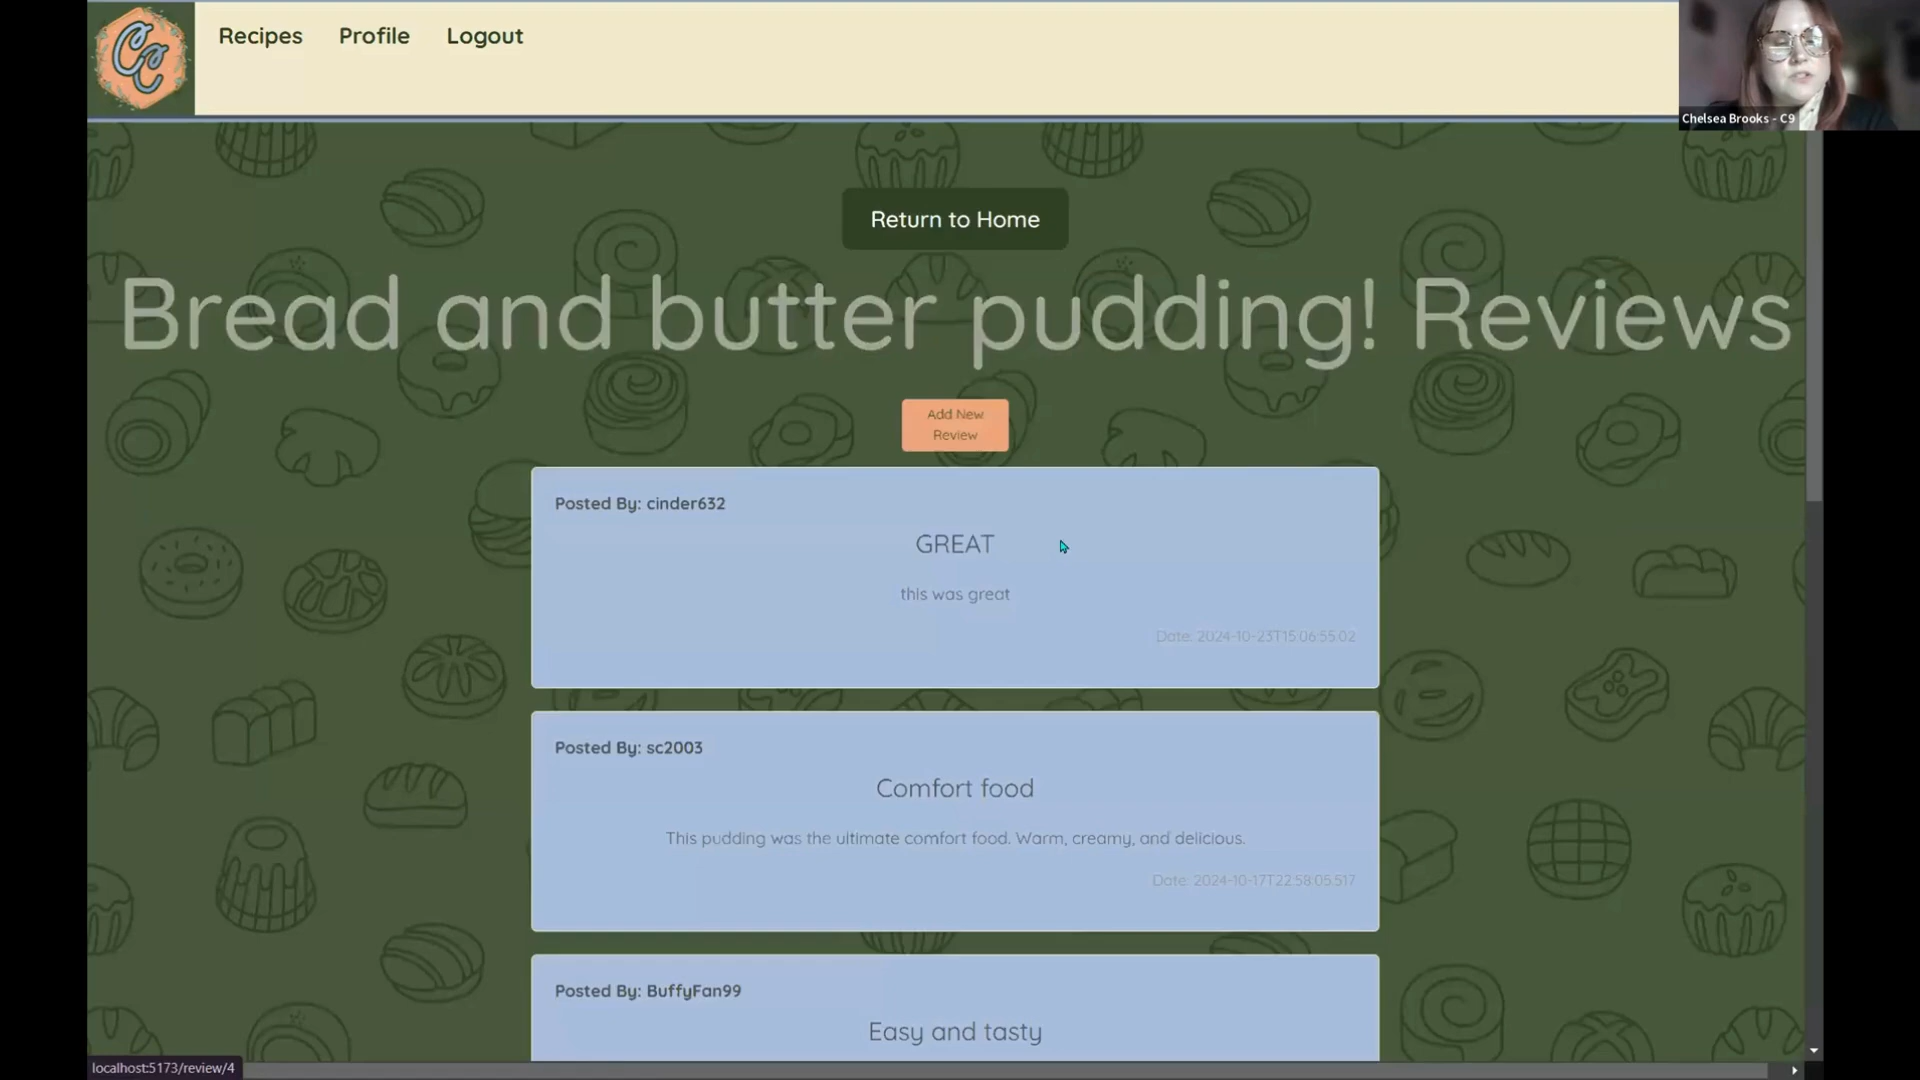 CC
Recipes Profile Logout
Chelsea Brooks - C9
Return to Home
Bread and butter pudding! Reviews
Add New
Review
Posted By: cinder632
GREAT
this was great
Date: 2024-10-23T15:06:55.02
Posted By: sc2003
Comfort food
This pudding was the ultimate comfort food. Warm, creamy, and delicious.
Date: 2024-10-17T22:58:05.517
Posted By: BuffyFan99
Easy and tasty
localhost:5173/review/4